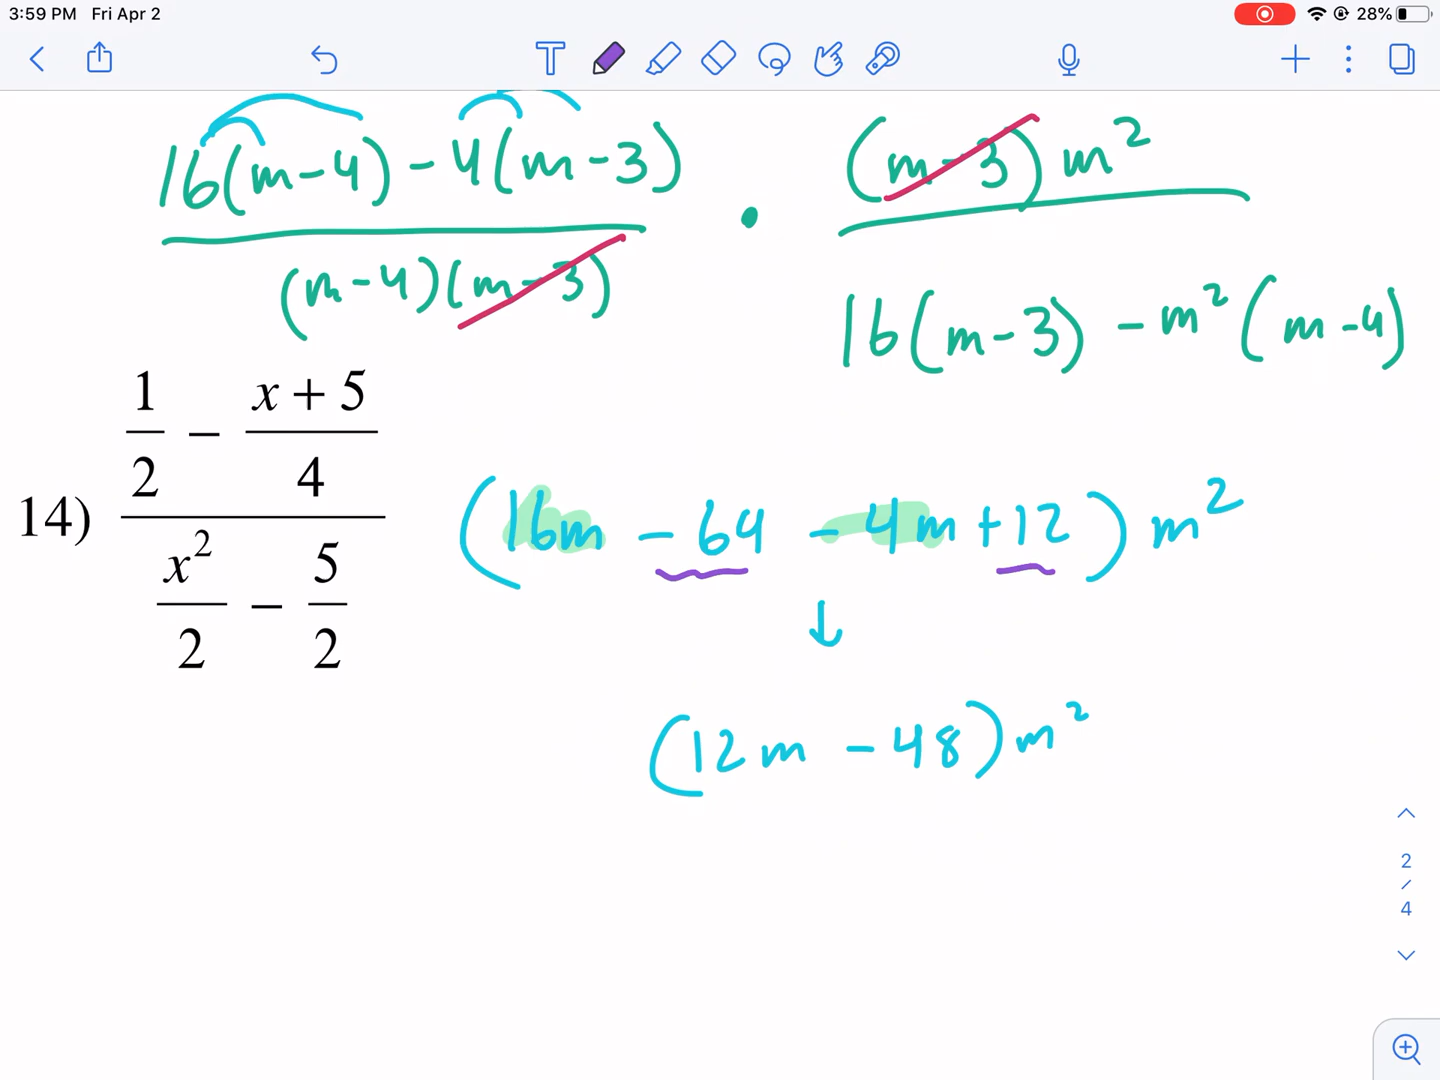 3:59 PM Fri Apr 2 28%
16(m-4) - 4(m-3) / (m-4)(m-3) · (m-3) m² / 16(m-3) - m²(m-4)
14) (1/2 - (x + 5)/4) / (x²/2 - 5/2)
(16m - 64 - 4m + 12) m²
↓
(12m - 48) m²
2
/
4